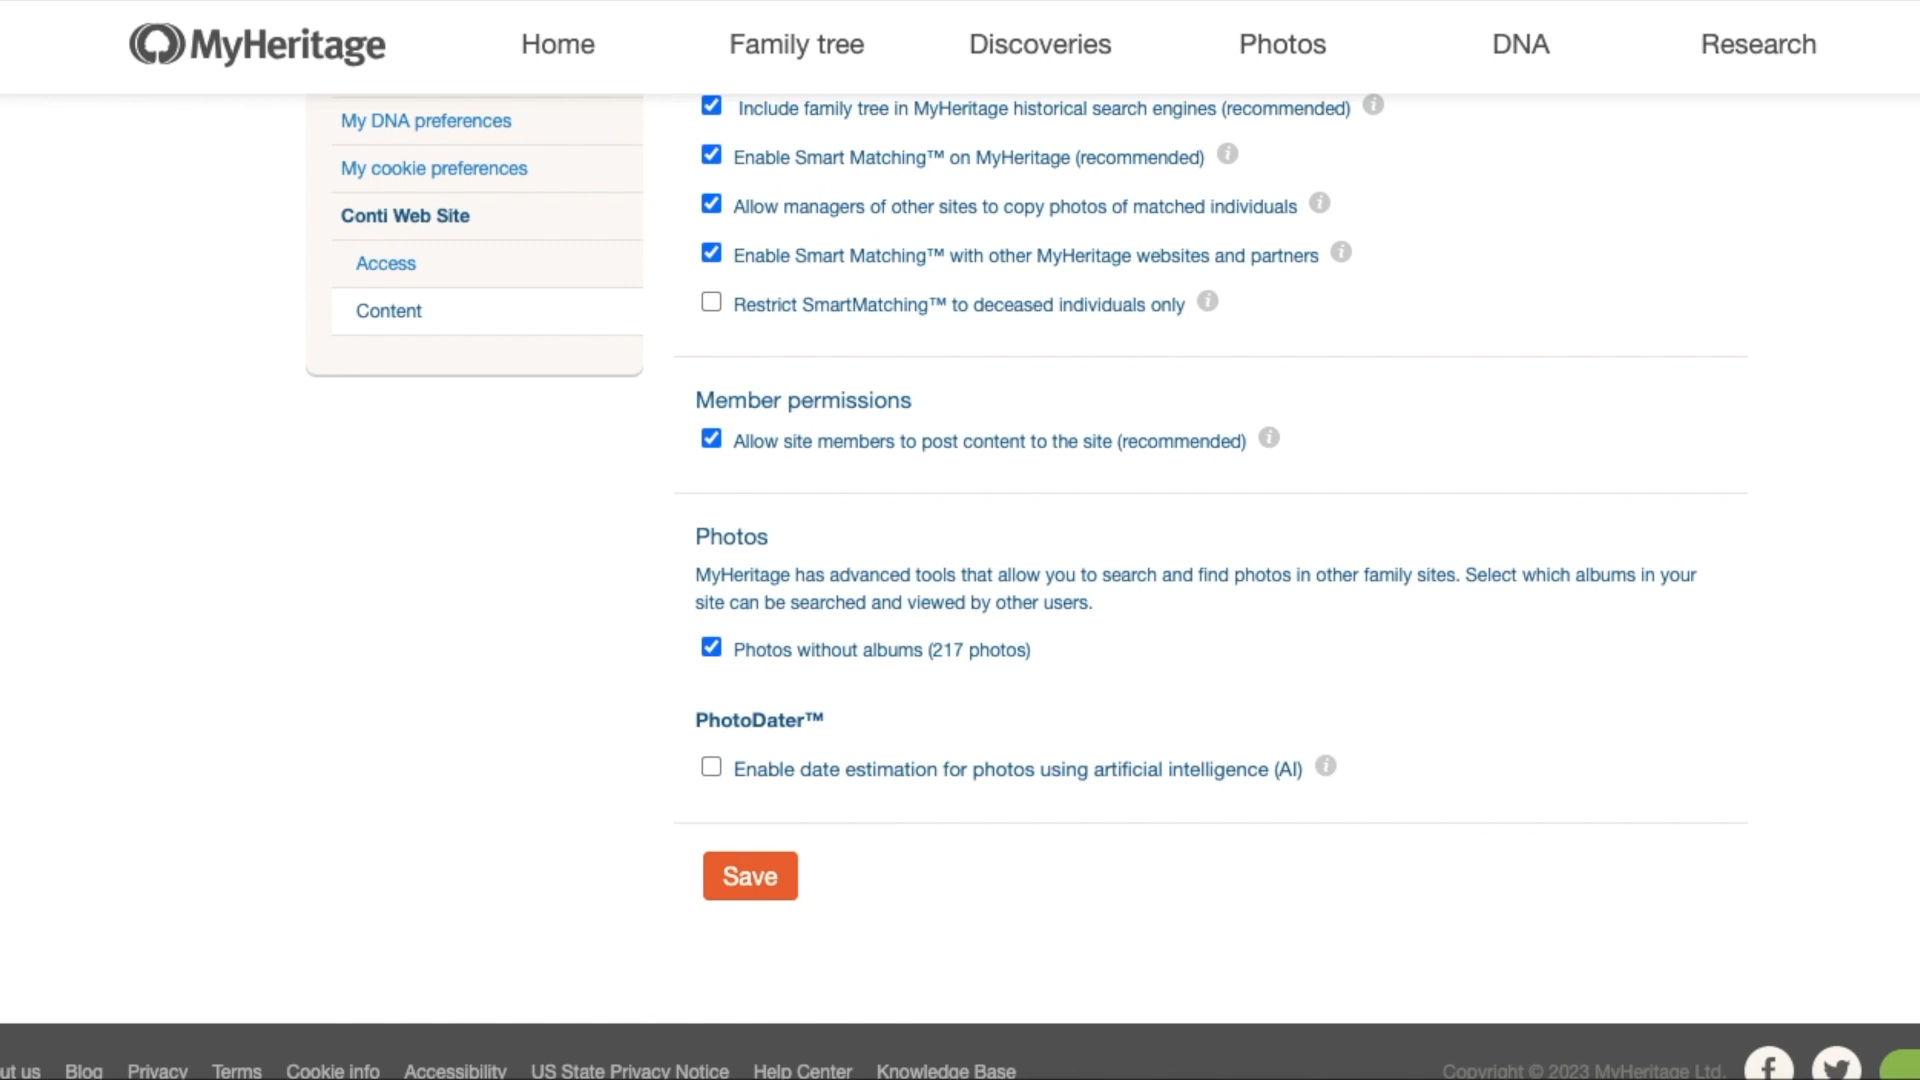 MyHeritage Home Family tree Discoveries Photos DNA Research
My DNA preferences
My cookie preferences
Conti Web Site
Access
Content
Include family tree in MyHeritage historical search engines (recommended)
Enable Smart Matching™ on MyHeritage (recommended)
Allow managers of other sites to copy photos of matched individuals
Enable Smart Matching™ with other MyHeritage websites and partners
Restrict SmartMatching™ to deceased individuals only
Member permissions
Allow site members to post content to the site (recommended)
Photos
MyHeritage has advanced tools that allow you to search and find photos in other family sites. Select which albums in your
site can be searched and viewed by other users.
Photos without albums (217 photos)
PhotoDater™
Enable date estimation for photos using artificial intelligence (AI)
Save
ut us Blog Privacy Terms Cookie info Accessibility US State Privacy Notice Help Center Knowledge Base Copyright © 2023 MyHeritage Ltd.